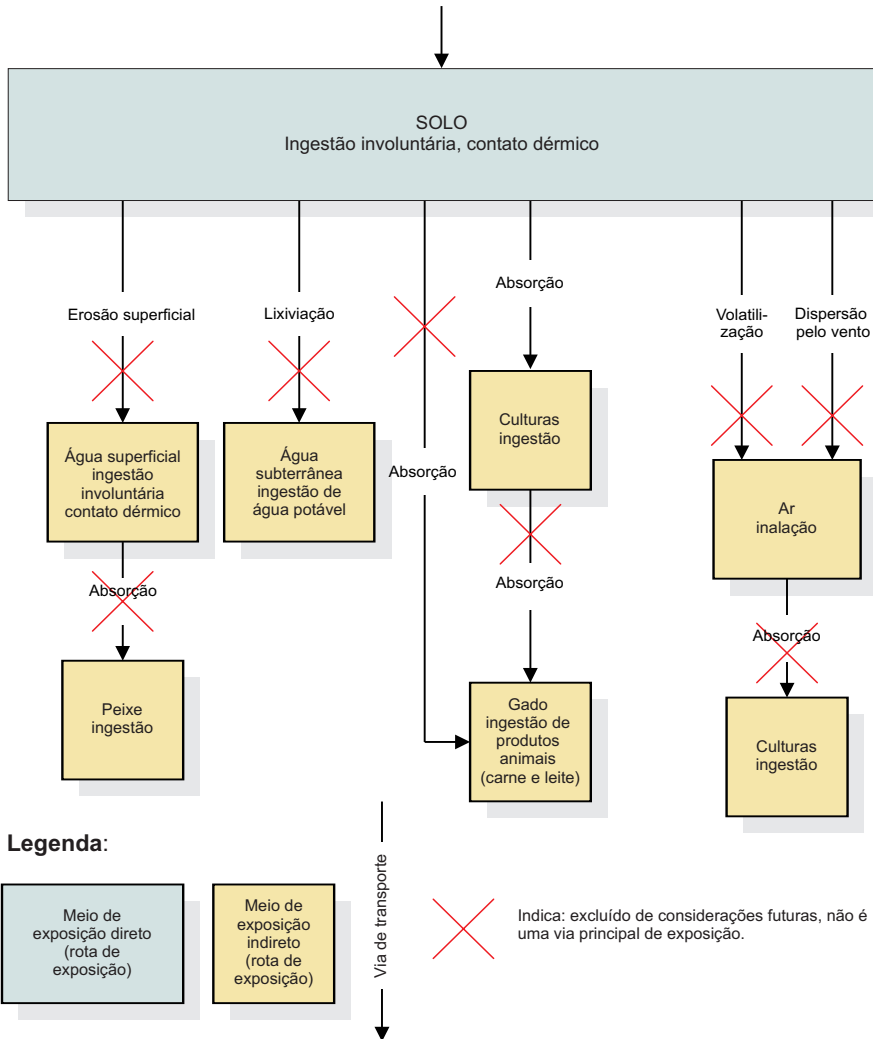 SOLO
Ingestão involuntária, contato dérmico
Erosão superficial
Lixiviação
Absorção
Absorção
Volatili-
zação
Dispersão
pelo vento
Água superficial
ingestão
involuntária
contato dérmico
Água
subterrânea
ingestão de
água potável
Culturas
ingestão
Ar
inalação
Absorção
Absorção
Absorção
Peixe
ingestão
Gado
ingestão de
produtos
animais
(carne e leite)
Culturas
ingestão
Legenda:
Meio de
exposição direto
(rota de
exposição)
Meio de
exposição
indireto
(rota de
exposição)
Via de transporte
Indica: excluído de considerações futuras, não é
uma via principal de exposição.